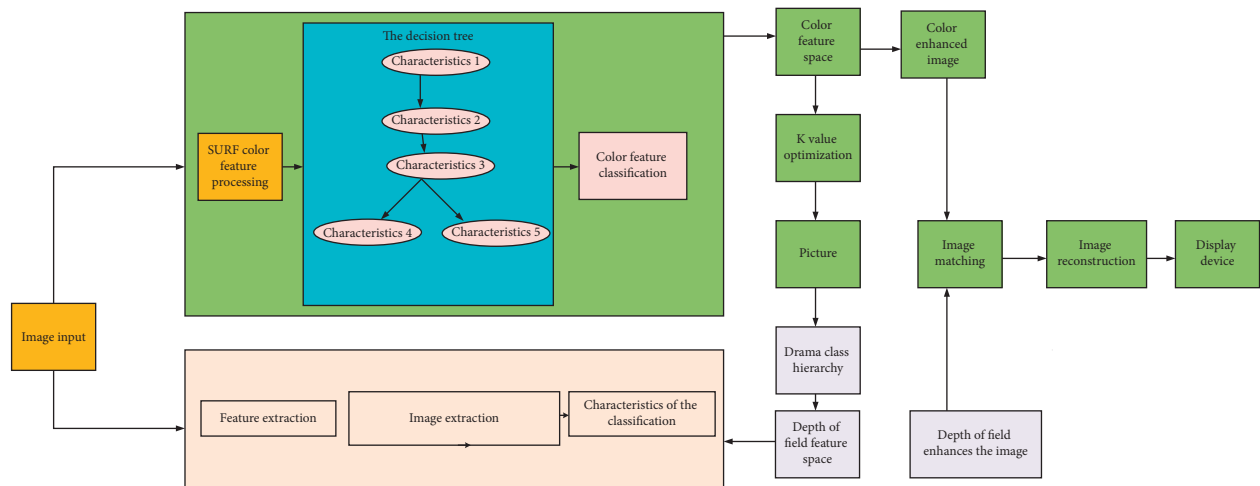 The decision tree
Characteristics 1
Characteristics 2
Characteristics 3
Characteristics 4
Characteristics 5
SURF color
feature
processing
Color feature
classification
Color
feature
space
Color
enhanced
image
K value
optimization
Picture
Image
matching
Image
reconstruction
Display
device
Image input
Drama class
hierarchy
Feature extraction
Image extraction
Characteristics of the
classification
Depth of
field feature
space
Depth of field
enhances the image